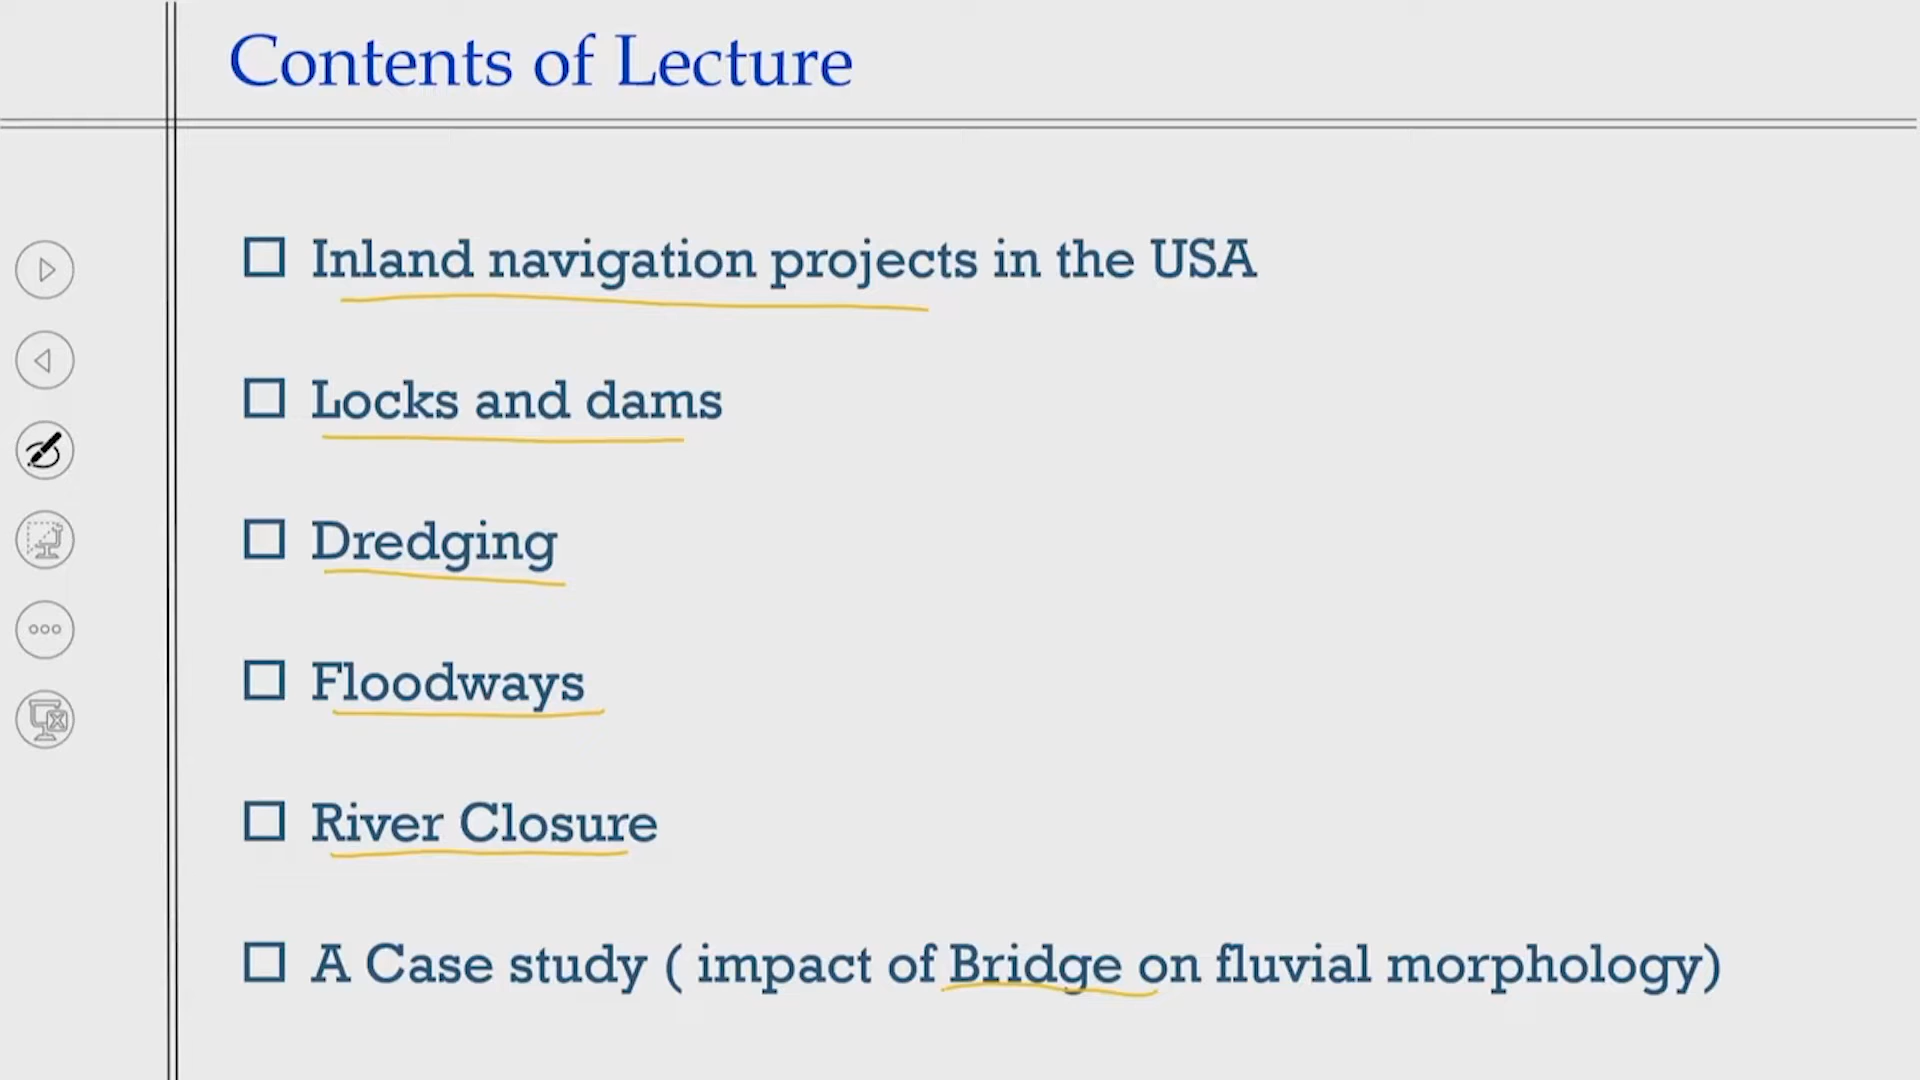 Contents of Lecture
Inland navigation projects in the USA
Locks and dams
Dredging
Floodways
River Closure
A Case study ( impact of Bridge on fluvial morphology)